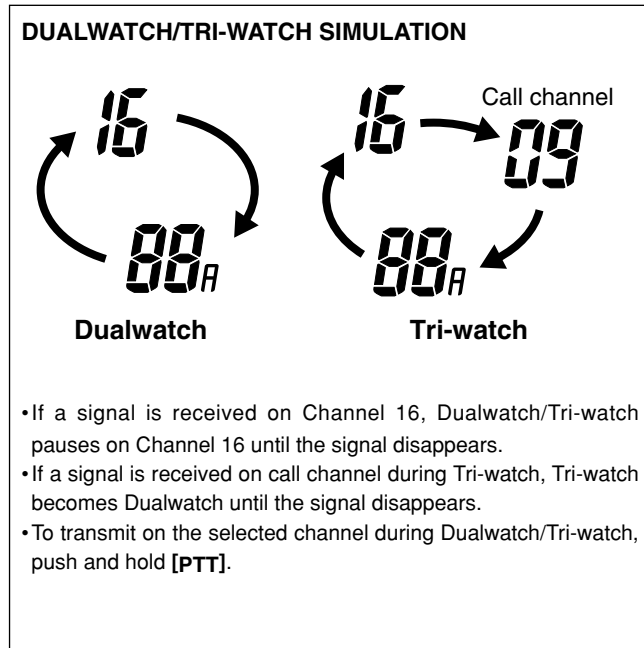 DUALWATCH/TRI-WATCH SIMULATION
16
88A
Dualwatch
16
Call channel
09
88A
Tri-watch
•If a signal is received on Channel 16, Dualwatch/Tri-watch
pauses on Channel 16 until the signal disappears.
•If a signal is received on call channel during Tri-watch, Tri-watch
becomes Dualwatch until the signal disappears.
•To transmit on the selected channel during Dualwatch/Tri-watch,
push and hold [PTT].